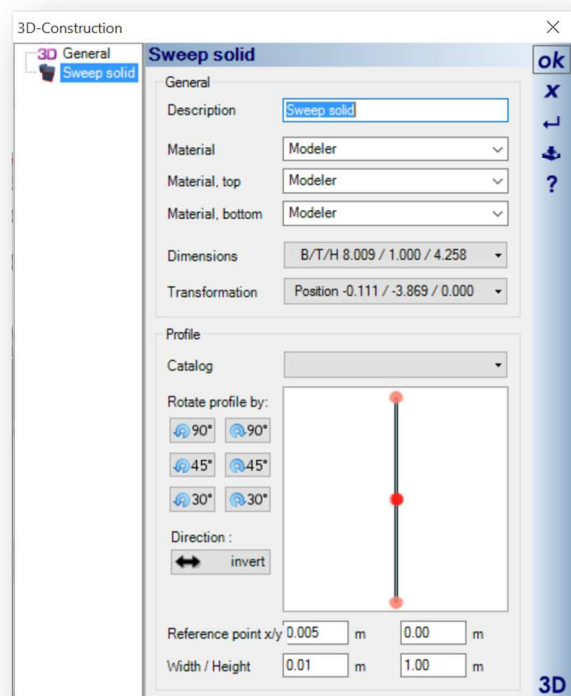 3D-Construction
3D General
Sweep solid
Sweep solid
ok
x
?
General
Description Sweep solid
Material Modeler
Material, top Modeler
Material, bottom Modeler
Dimensions B/T/H 8.009 / 1.000 / 4.258
Transformation Position -0.111 / -3.869 / 0.000
Profile
Catalog
Rotate profile by:
90° 90°
45° 45°
30° 30°
Direction :
invert
Reference point x/y 0.005 m 0.00 m
Width / Height 0.01 m 1.00 m
3D